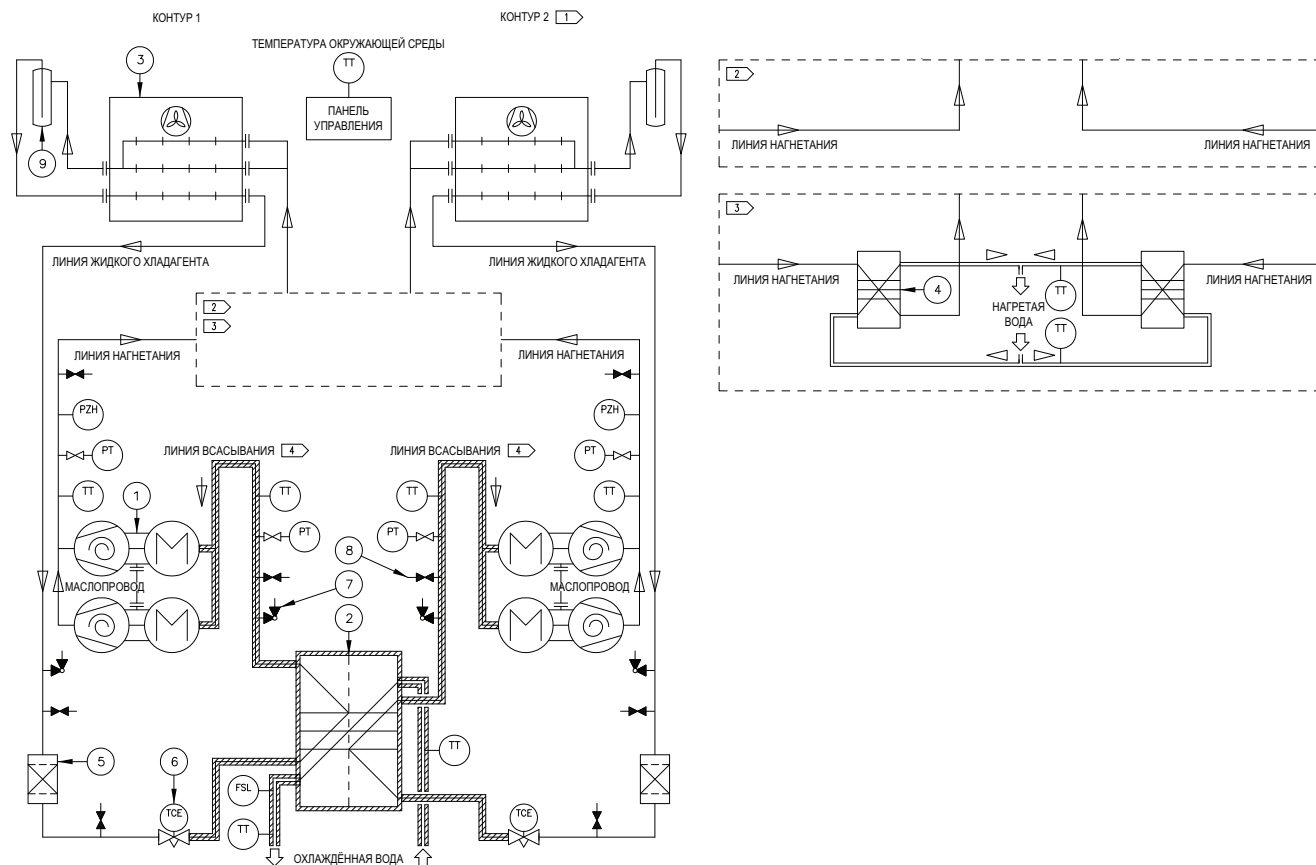 КОНТУР 1
КОНТУР 2 1
ТЕМПЕРАТУРА ОКРУЖАЮЩЕЙ СРЕДЫ
TT
ПАНЕЛЬ
УПРАВЛЕНИЯ
3
9
ЛИНИЯ ЖИДКОГО ХЛАДАГЕНТА
ЛИНИЯ ЖИДКОГО ХЛАДАГЕНТА
2
3
ЛИНИЯ НАГНЕТАНИЯ
ЛИНИЯ НАГНЕТАНИЯ
PZH
PZH
ЛИНИЯ ВСАСЫВАНИЯ 4
ЛИНИЯ ВСАСЫВАНИЯ 4
PT
PT
TT
1
TT
TT
TT
PT
PT
8
МАСЛОПРОВОД
7
МАСЛОПРОВОД
2
5
6
TT
FSL
TCE
TCE
TT
ОХЛАЖДЁННАЯ ВОДА
2
ЛИНИЯ НАГНЕТАНИЯ
ЛИНИЯ НАГНЕТАНИЯ
3
ЛИНИЯ НАГНЕТАНИЯ
ЛИНИЯ НАГНЕТАНИЯ
4
TT
НАГРЕТАЯ
ВОДА
TT